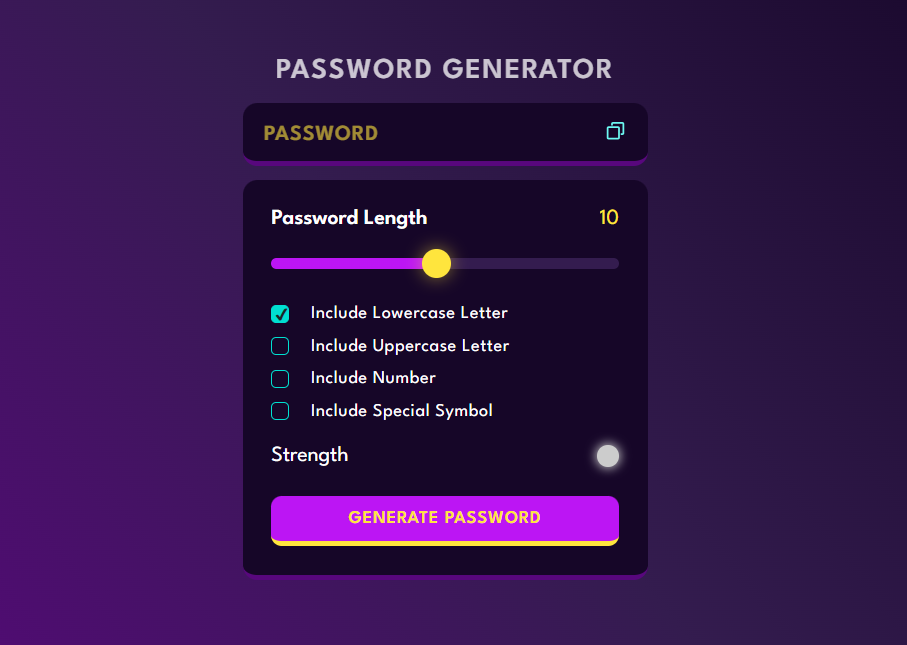 PASSWORD GENERATOR
PASSWORD
Password Length 10
Include Lowercase Letter
Include Uppercase Letter
Include Number
Include Special Symbol
Strength
GENERATE PASSWORD